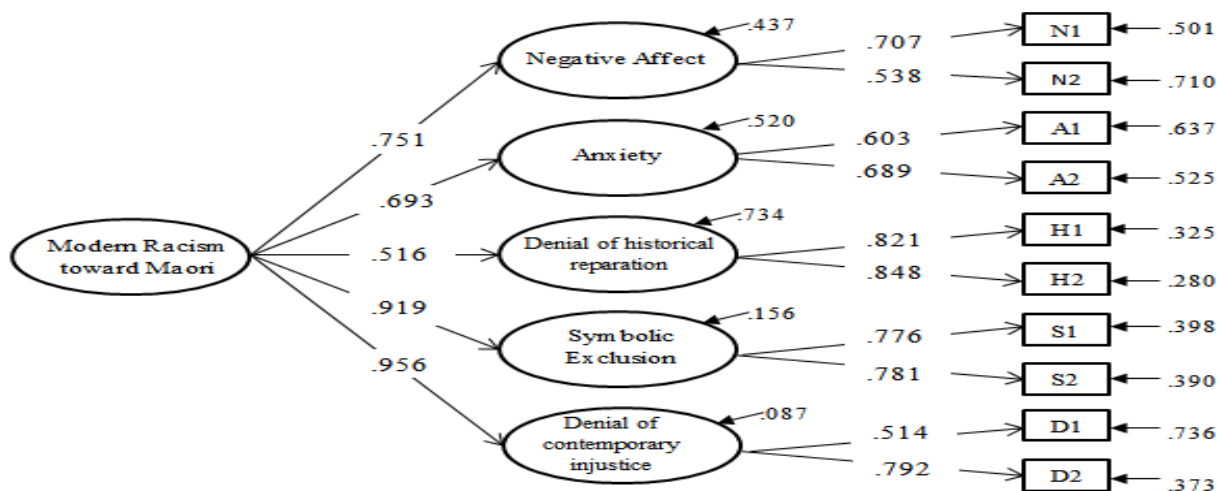 .437
.707
N1
.501
Negative Affect
.538
N2
.710
.751
.520
.603
A1
.637
Anxiety
.689
A2
.525
.693
.734
.821
H1
.325
Modern Racism
toward Maori
.516
Denial of historical
reparation
.848
H2
.280
.919
.156
.776
S1
.398
Symbolic
Exclusion
.781
S2
.390
.956
.087
.514
D1
.736
Denial of
contemporary
injustice
.792
D2
.373